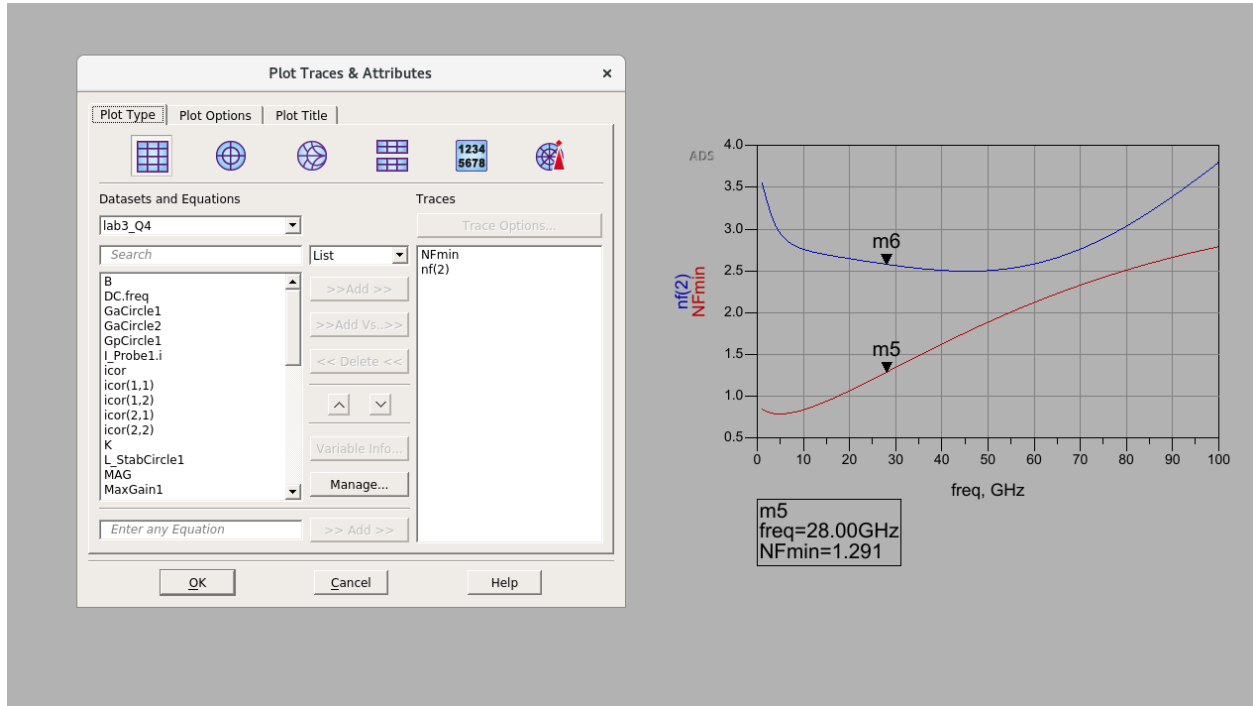 Plot Traces & Attributes
×
Plot Type
Plot Options
Plot Title
1234
5678
Datasets and Equations
Traces
lab3_Q4
Trace Options...
Search
List
B
DC.freq
GaCircle1
GaCircle2
GpCircle1
I_Probe1.i
icor
icor(1,1)
icor(1,2)
icor(2,1)
icor(2,2)
K
L_StabCircle1
MAG
MaxGain1
>>Add >>
>>Add Vs..>>
<< Delete <<
Variable Info...
Manage...
NFmin
nf(2)
Enter any Equation
>> Add >>
OK
Cancel
Help
ADS
4.0
3.5
3.0
2.5
2.0
1.5
1.0
0.5
nf(2)
NFmin
m6
m5
0 10 20 30 40 50 60 70 80 90 100
freq, GHz
m5
freq=28.00GHz
NFmin=1.291